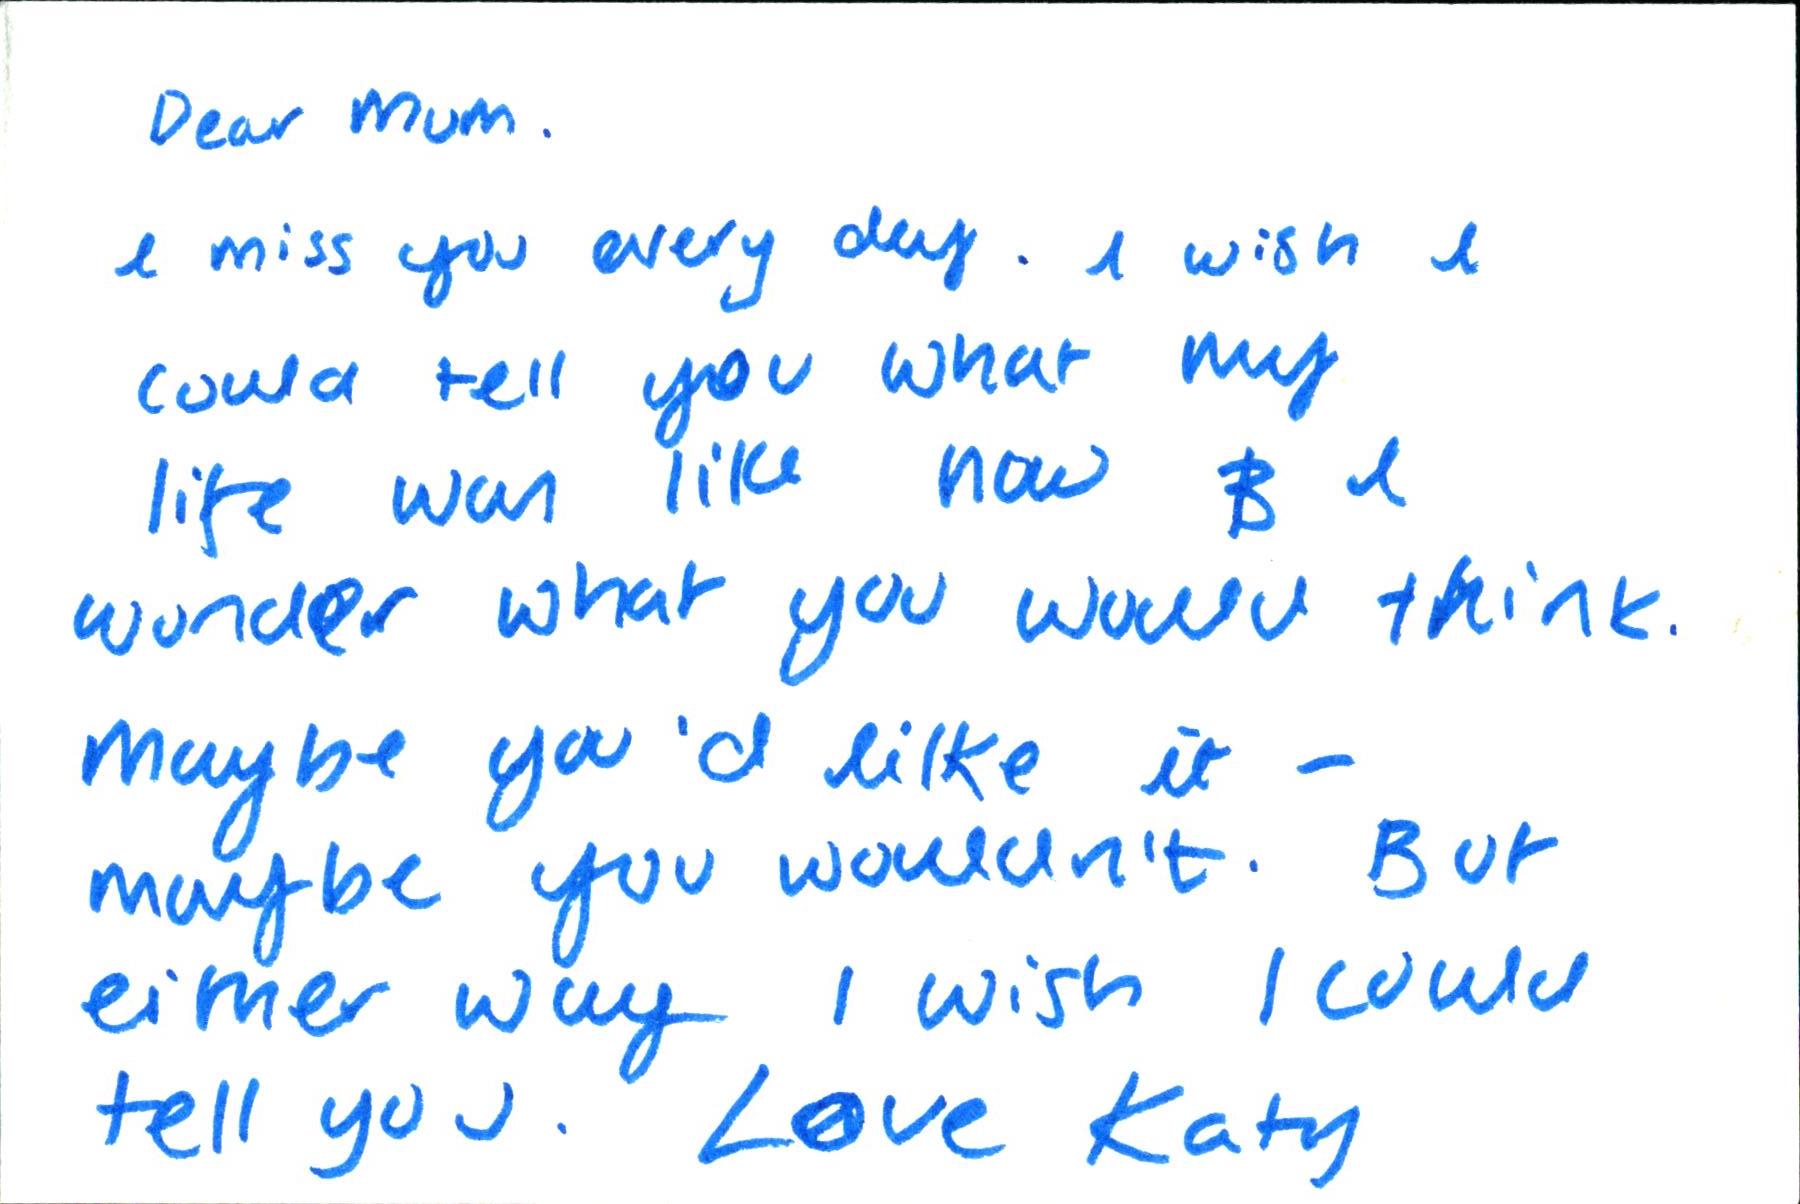 Dear Mum.
I miss you every day. I wish I
could tell you what my
life was like now & I
wonder what you would think.
Maybe you'd like it -
maybe you wouldn't. But
either way I wish I could
tell you. Love Katy